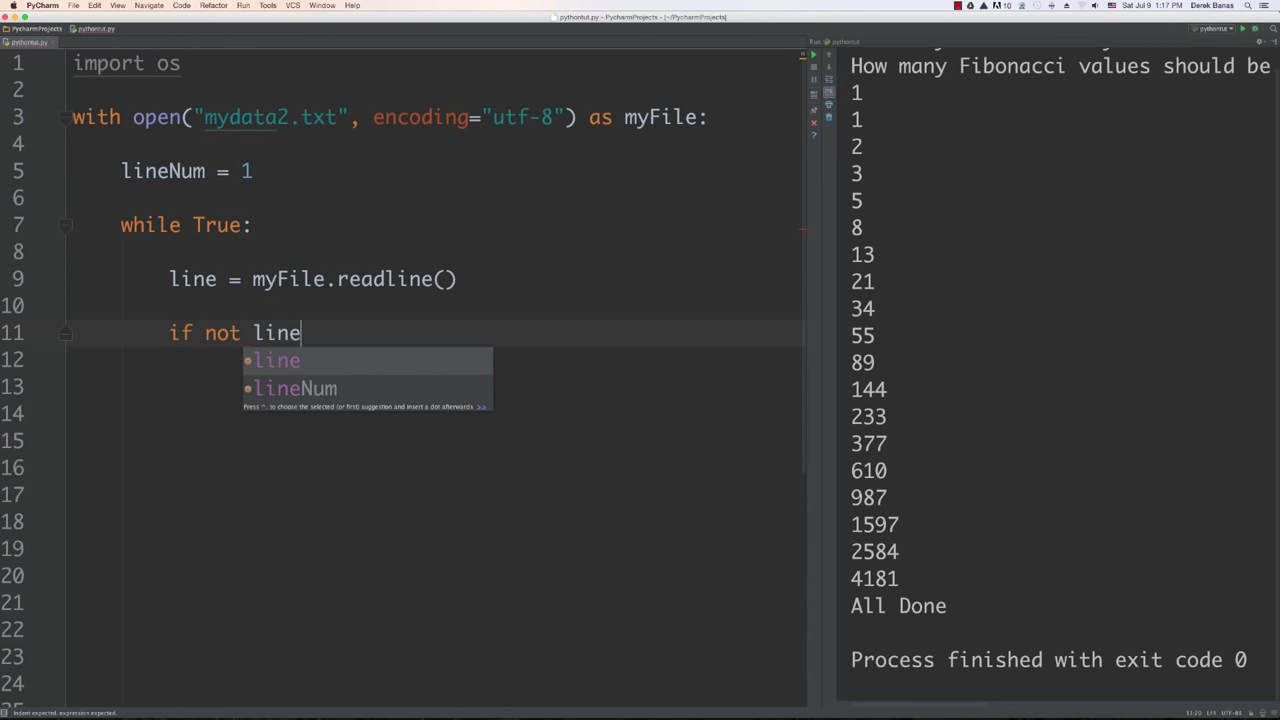 PyCharm File Edit View Navigate Code Refactor Run Tools VCS Window Help
10 Sat Jul 9 1:17 PM Derek Banas
pythontut.py - PycharmProjects - [~/PycharmProjects]
PycharmProjects pythontut.py pythontut
pythontut.py Run pythontut
1 import os
2
3 with open("mydata2.txt", encoding="utf-8") as myFile:
4
5 lineNum = 1
6
7 while True:
8
9 line = myFile.readline()
10
11 if not line
line
12
lineNum
13
Press ^. to choose the selected (or first) suggestion and insert a dot afterwards >>
14
15
16
17
18
19
20
21
22
23
24
How many Fibonacci values should be
1
1
2
3
5
8
13
21
34
55
89
144
233
377
610
987
1597
2584
4181
All Done
Process finished with exit code 0
Indent expected. expression expected. 11:20 LF UTF-8